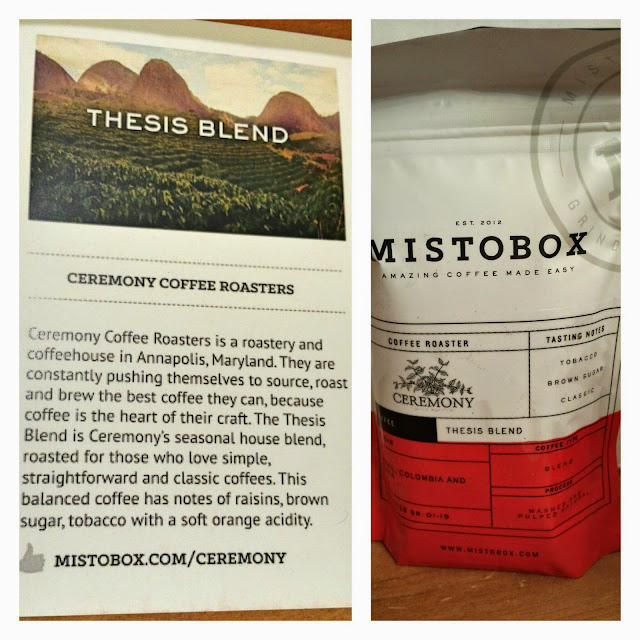 THESIS BLEND
CEREMONY COFFEE ROASTERS
Ceremony Coffee Roasters is a roastery and
coffeehouse in Annapolis, Maryland. They are
constantly pushing themselves to source, roast
and brew the best coffee they can, because
coffee is the heart of their craft. The Thesis
Blend is Ceremony's seasonal house blend,
roasted for those who love simple,
straightforward and classic coffees. This
balanced coffee has notes of raisins, brown
sugar, tobacco with a soft orange acidity.
MISTOBOX.COM/CEREMONY
EST. 2012
MISTOBOX
AMAZING COFFEE MADE EASY
COFFEE ROASTER
CEREMONY
TASTING NOTES
TOBACCO
BROWN SUGAR
CLASSIC
THESIS BLEND
COLOMBIA AND
COFFEE TYPE
BLEND
PROCESS
PULPED NATURAL
WWW.MISTOBOX.COM